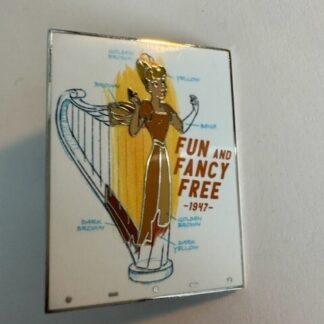 GOLDEN
BROWN
YELLOW
BROWN
BEIGE
FUN AND
FANCY
FREE
-1947-
DARK
BROWN
GOLDEN
BROWN
DARK
YELLOW